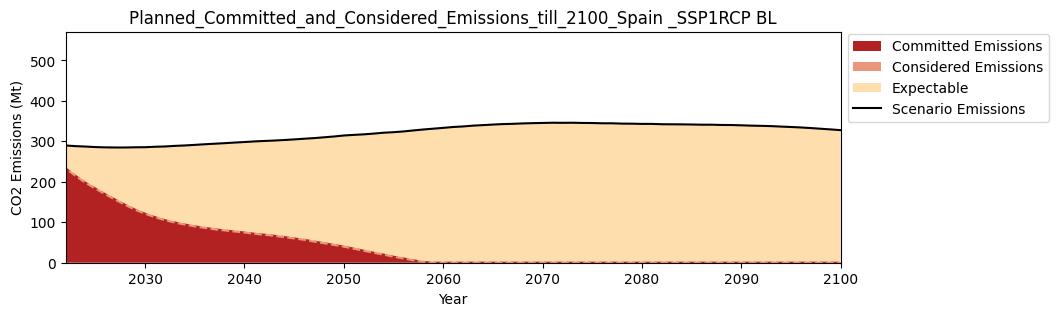 Planned_Committed_and_Considered_Emissions_till_2100_Spain _SSP1RCP BL
CO2 Emissions (Mt)
500
400
300
200
100
0
2030 2040 2050 2060 2070 2080 2090 2100
Year
Committed Emissions
Considered Emissions
Expectable
Scenario Emissions